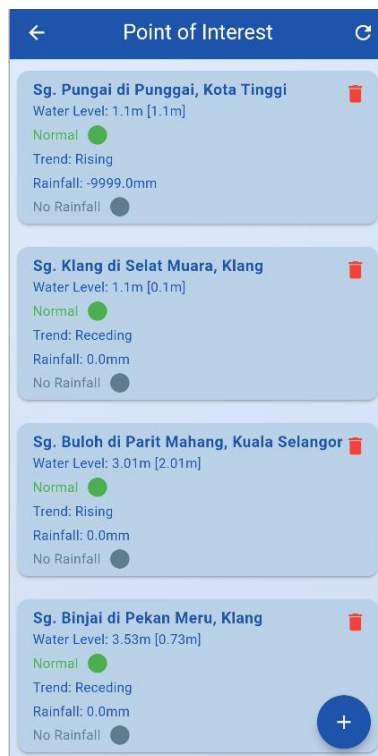 Point of Interest
Sg. Pungai di Punggai, Kota Tinggi
Water Level: 1.1m [1.1m]
Normal
Trend: Rising
Rainfall: -9999.0mm
No Rainfall
Sg. Klang di Selat Muara, Klang
Water Level: 1.1m [0.1m]
Normal
Trend: Receding
Rainfall: 0.0mm
No Rainfall
Sg. Buloh di Parit Mahang, Kuala Selangor
Water Level: 3.01m [2.01m]
Normal
Trend: Rising
Rainfall: 0.0mm
No Rainfall
Sg. Binjai di Pekan Meru, Klang
Water Level: 3.53m [0.73m]
Normal
Trend: Receding
Rainfall: 0.0mm
No Rainfall